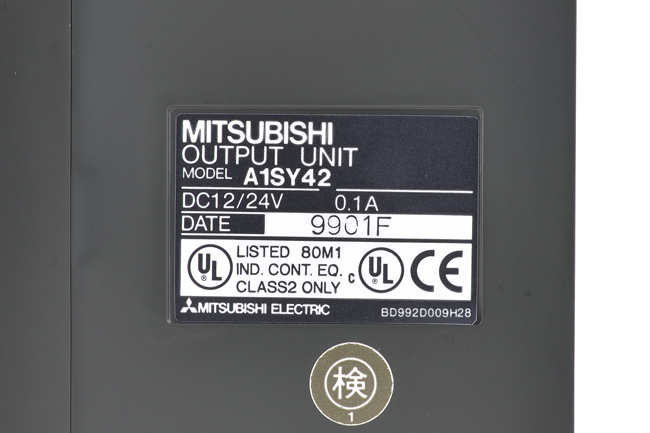 MITSUBISHI
OUTPUT UNIT
MODEL A1SY42
DC12/24V 0.1A
DATE 9901F
UL LISTED 80M1 c UL CE
IND. CONT. EQ.
CLASS2 ONLY
MITSUBISHI ELECTRIC BD992D009H28
検
1